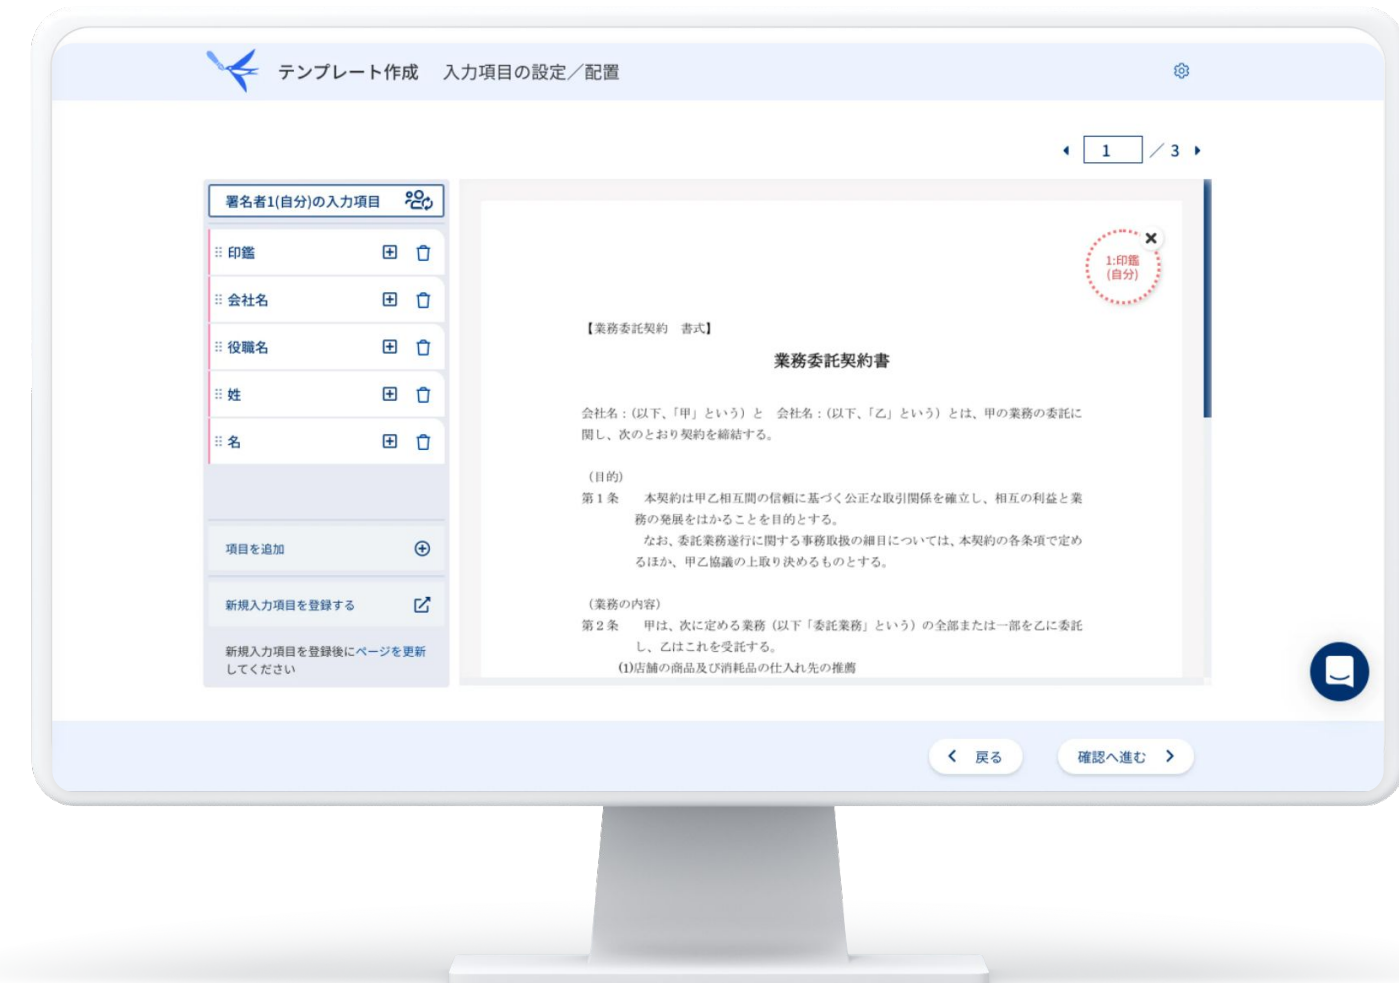 テンプレート作成　入力項目の設定／配置
1 ／ 3
署名者1(自分)の入力項目
印鑑
会社名
役職名
姓
名
項目を追加
新規入力項目を登録する
新規入力項目を登録後にページを更新
してください
1:印鑑
(自分)
【業務委託契約　書式】
業務委託契約書
会社名：(以下、「甲」という）と　会社名：(以下、「乙」という）とは、甲の業務の委託に
関し、次のとおり契約を締結する。
（目的）
第１条　　本契約は甲乙相互間の信頼に基づく公正な取引関係を確立し、相互の利益と業
務の発展をはかることを目的とする。
なお、委託業務遂行に関する事務取扱の細目については、本契約の各条項で定め
るほか、甲乙協議の上取り決めるものとする。
（業務の内容）
第２条　　甲は、次に定める業務（以下「委託業務」という）の全部または一部を乙に委託
し、乙はこれを受託する。
(1)店舗の商品及び消耗品の仕入れ先の推薦
戻る
確認へ進む